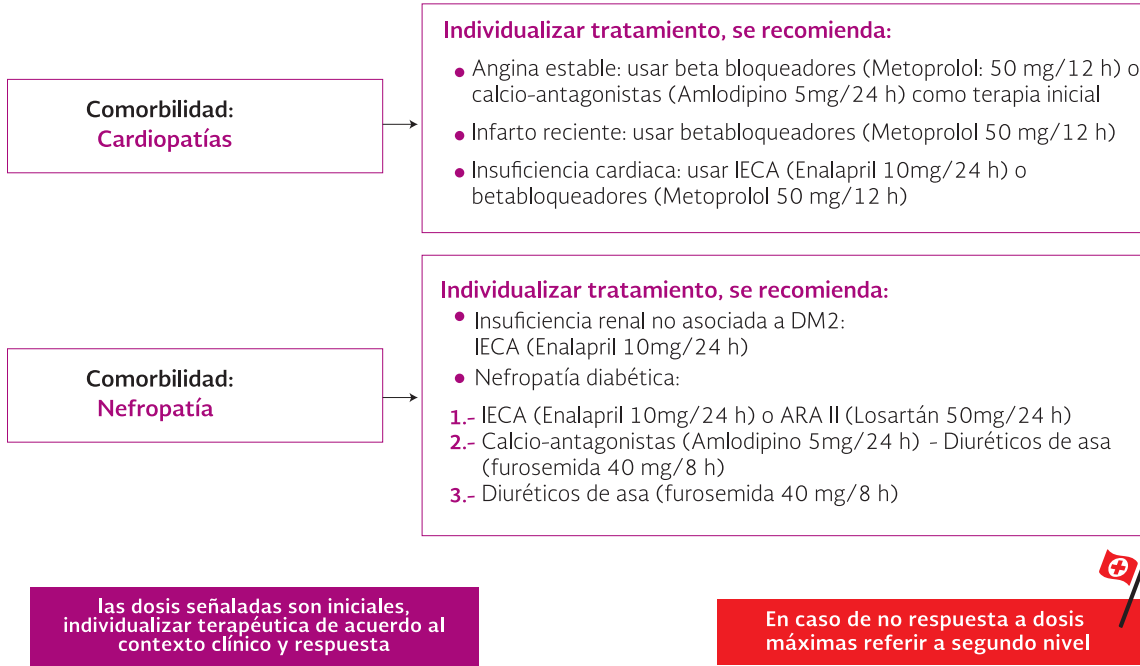 Comorbilidad:
Cardiopatías
Individualizar tratamiento, se recomienda:
• Angina estable: usar beta bloqueadores (Metoprolol: 50 mg/12 h) o
calcio-antagonistas (Amlodipino 5mg/24 h) como terapia inicial
• Infarto reciente: usar betabloqueadores (Metoprolol 50 mg/12 h)
• Insuficiencia cardiaca: usar IECA (Enalapril 10mg/24 h) o
betabloqueadores (Metoprolol 50 mg/12 h)
Comorbilidad:
Nefropatía
Individualizar tratamiento, se recomienda:
• Insuficiencia renal no asociada a DM2:
IECA (Enalapril 10mg/24 h)
• Nefropatía diabética:
1.- IECA (Enalapril 10mg/24 h) o ARA II (Losartán 50mg/24 h)
2.- Calcio-antagonistas (Amlodipino 5mg/24 h) - Diuréticos de asa
(furosemida 40 mg/8 h)
3.- Diuréticos de asa (furosemida 40 mg/8 h)
las dosis señaladas son iniciales,
individualizar terapéutica de acuerdo al
contexto clínico y respuesta
En caso de no respuesta a dosis
máximas referir a segundo nivel